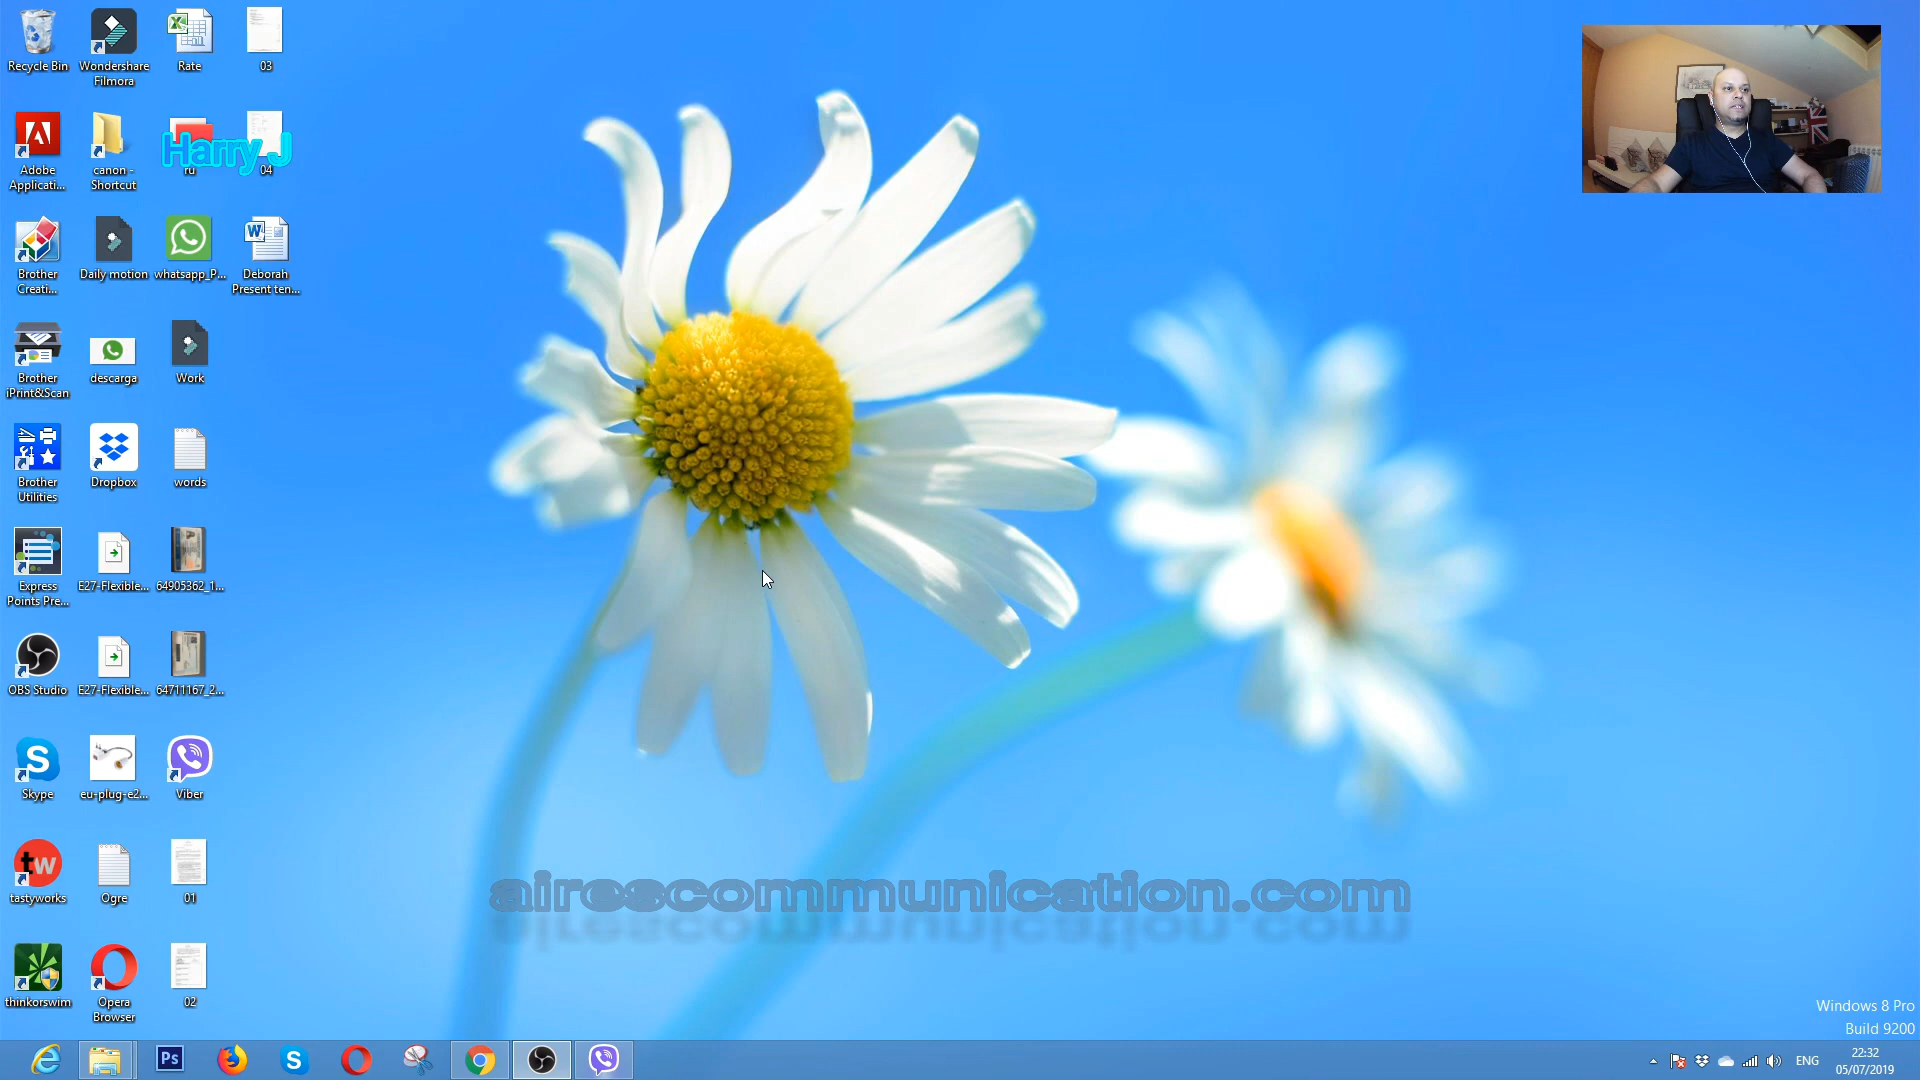 Recycle Bin
Wondershare
Filmora
Rate
03
Adobe
Applicati...
canon -
Shortcut
Harry J
ru
04
Brother
Creati...
Daily motion
whatsapp_P...
Deborah
Present ten...
Brother
iPrint&Scan
descarga
Work
Brother
Utilities
Dropbox
words
Express
Points Pre...
E27-Flexible...
64905362_1...
OBS Studio
E27-Flexible...
64711167_2...
Skype
eu-plug-e2...
Viber
tw
tastyworks
Ogre
01
thinkorswim
Opera
Browser
02
airescommunication.com
Windows 8 Pro
Build 9200
Ps
ENG
22:32
05/07/2019